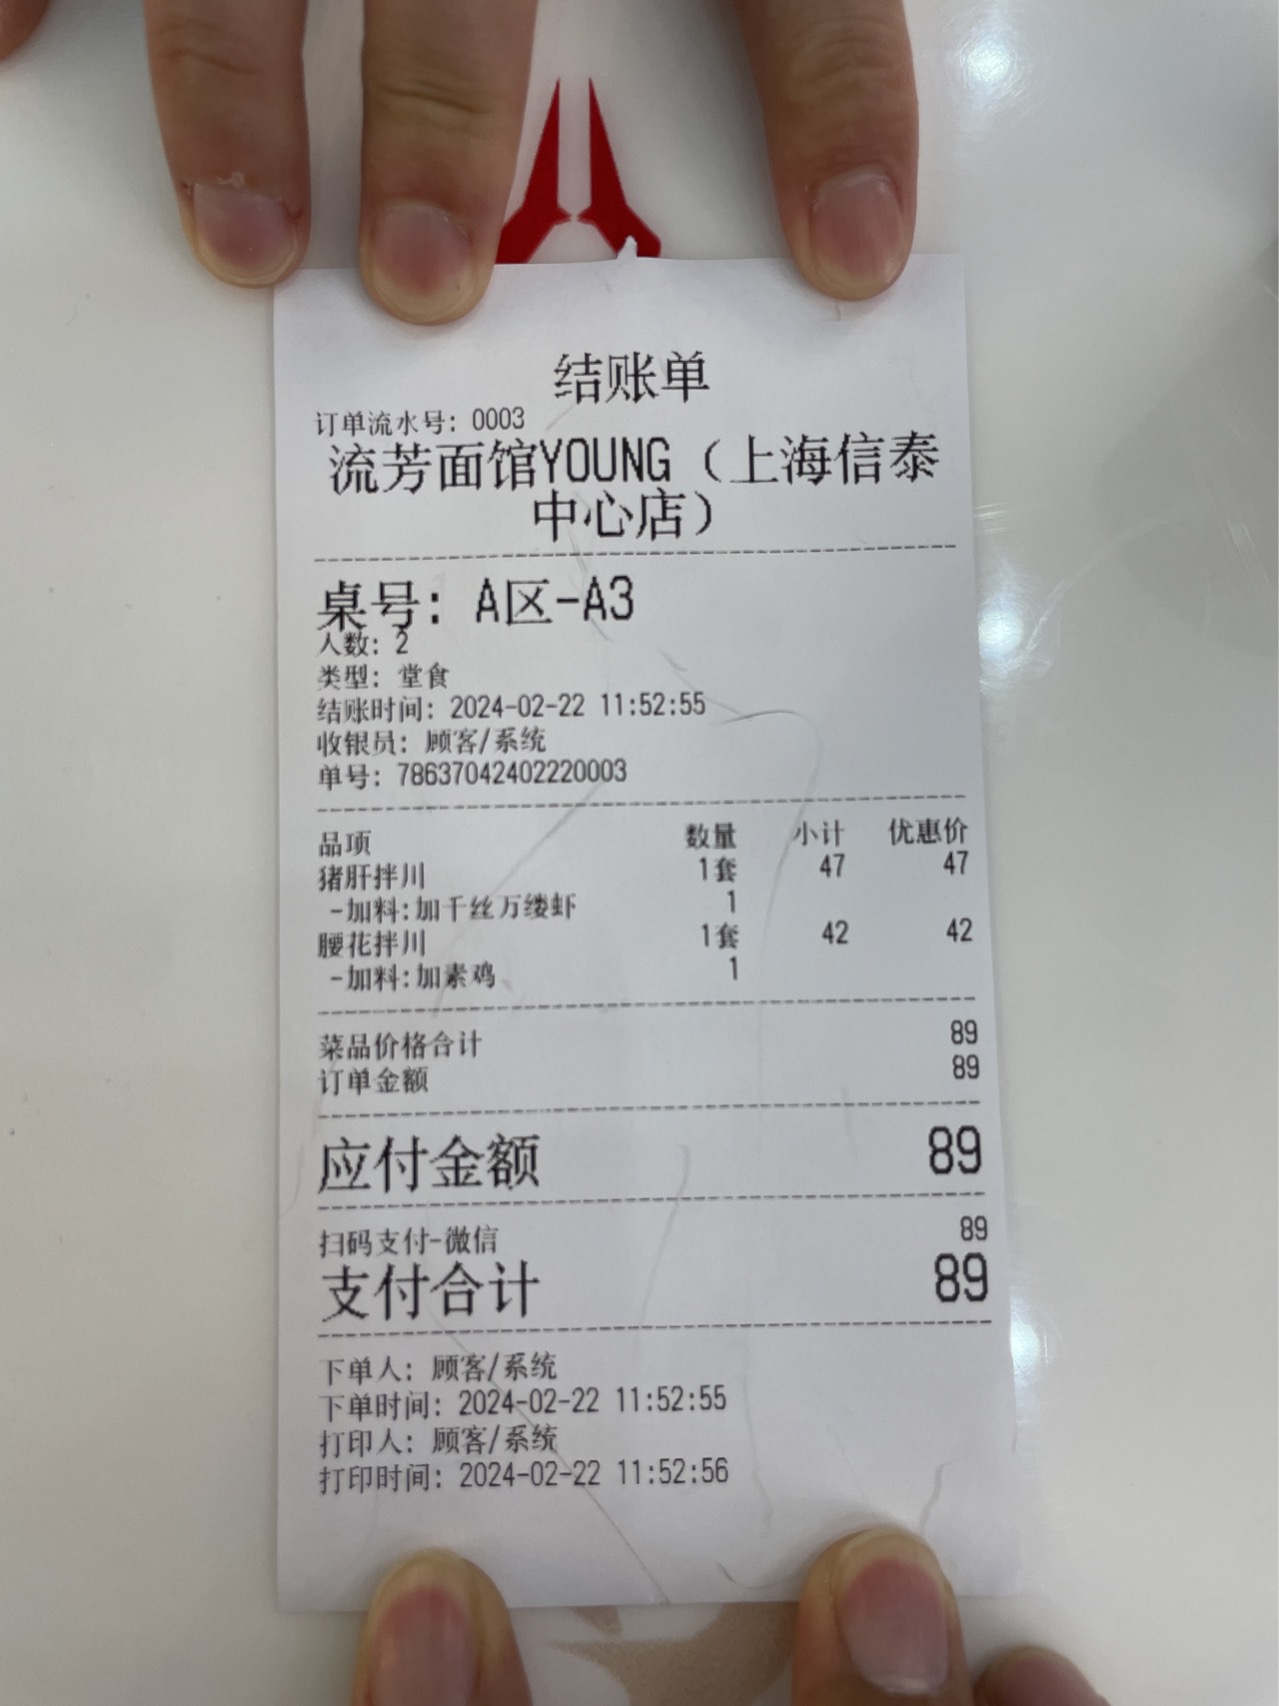 结账单
订单流水号: 0003
流芳面馆YOUNG（上海信泰
中心店）
桌号: A区-A3
人数: 2
类型: 堂食
结账时间: 2024-02-22 11:52:55
收银员: 顾客/系统
单号: 78637042402220003
品项 数量 小计 优惠价
猪肝拌川 1套 47 47
-加料:加千丝万缕虾 1
腰花拌川 1套 42 42
-加料:加素鸡 1
菜品价格合计 89
订单金额 89
应付金额 89
扫码支付-微信 89
支付合计 89
下单人: 顾客/系统
下单时间: 2024-02-22 11:52:55
打印人: 顾客/系统
打印时间: 2024-02-22 11:52:56